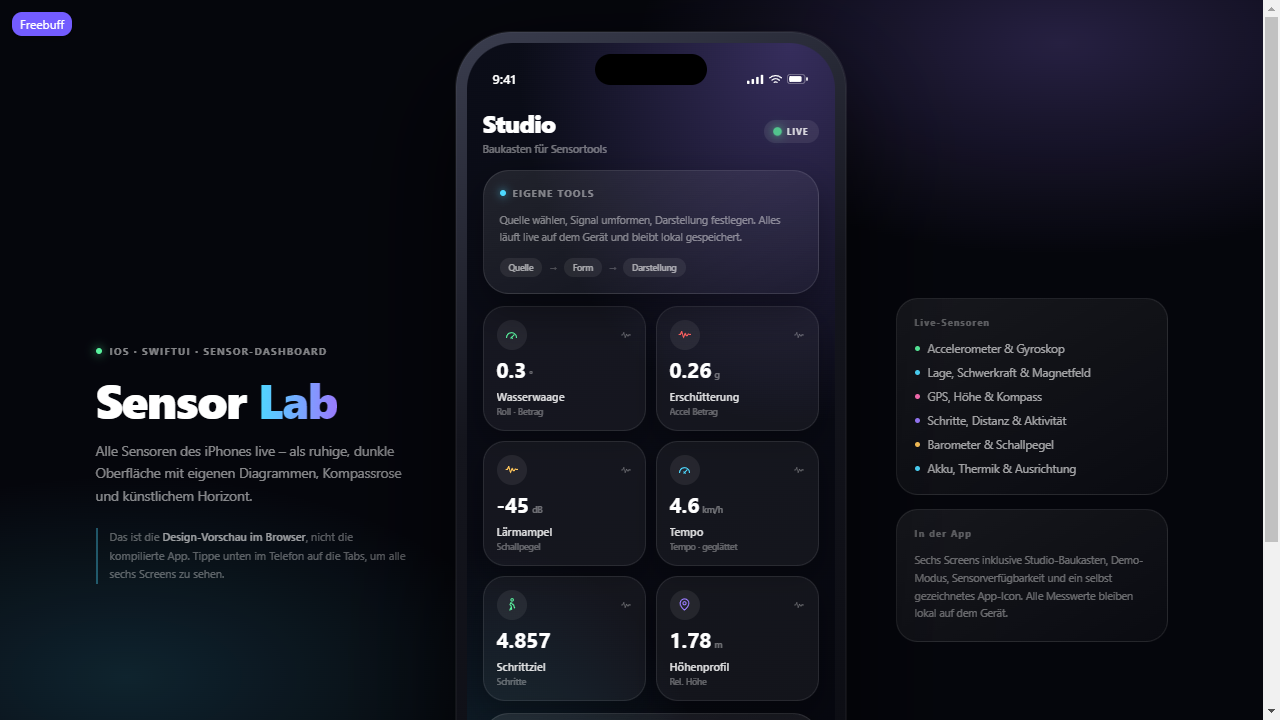 Freebuff
IOS · SWIFTUI · SENSOR-DASHBOARD
Sensor Lab
Alle Sensoren des iPhones live – als ruhige, dunkle
Oberfläche mit eigenen Diagrammen, Kompassrose
und künstlichem Horizont.
Das ist die Design-Vorschau im Browser, nicht die
kompilierte App. Tippe unten im Telefon auf die Tabs, um alle
sechs Screens zu sehen.
9:41
Studio
LIVE
Baukasten für Sensortools
EIGENE TOOLS
Quelle wählen, Signal umformen, Darstellung festlegen. Alles
läuft live auf dem Gerät und bleibt lokal gespeichert.
Quelle → Form → Darstellung
0.3 °
Wasserwaage
Roll · Betrag
0.26 g
Erschütterung
Accel Betrag
-45 dB
Lärmampel
Schallpegel
4.6 km/h
Tempo
Tempo · geglättet
4.857
Schrittziel
Schritte
1.78 m
Höhenprofil
Rel. Höhe
Live-Sensoren
Accelerometer & Gyroskop
Lage, Schwerkraft & Magnetfeld
GPS, Höhe & Kompass
Schritte, Distanz & Aktivität
Barometer & Schallpegel
Akku, Thermik & Ausrichtung
In der App
Sechs Screens inklusive Studio-Baukasten, Demo-
Modus, Sensorverfügbarkeit und ein selbst
gezeichnetes App-Icon. Alle Messwerte bleiben
lokal auf dem Gerät.